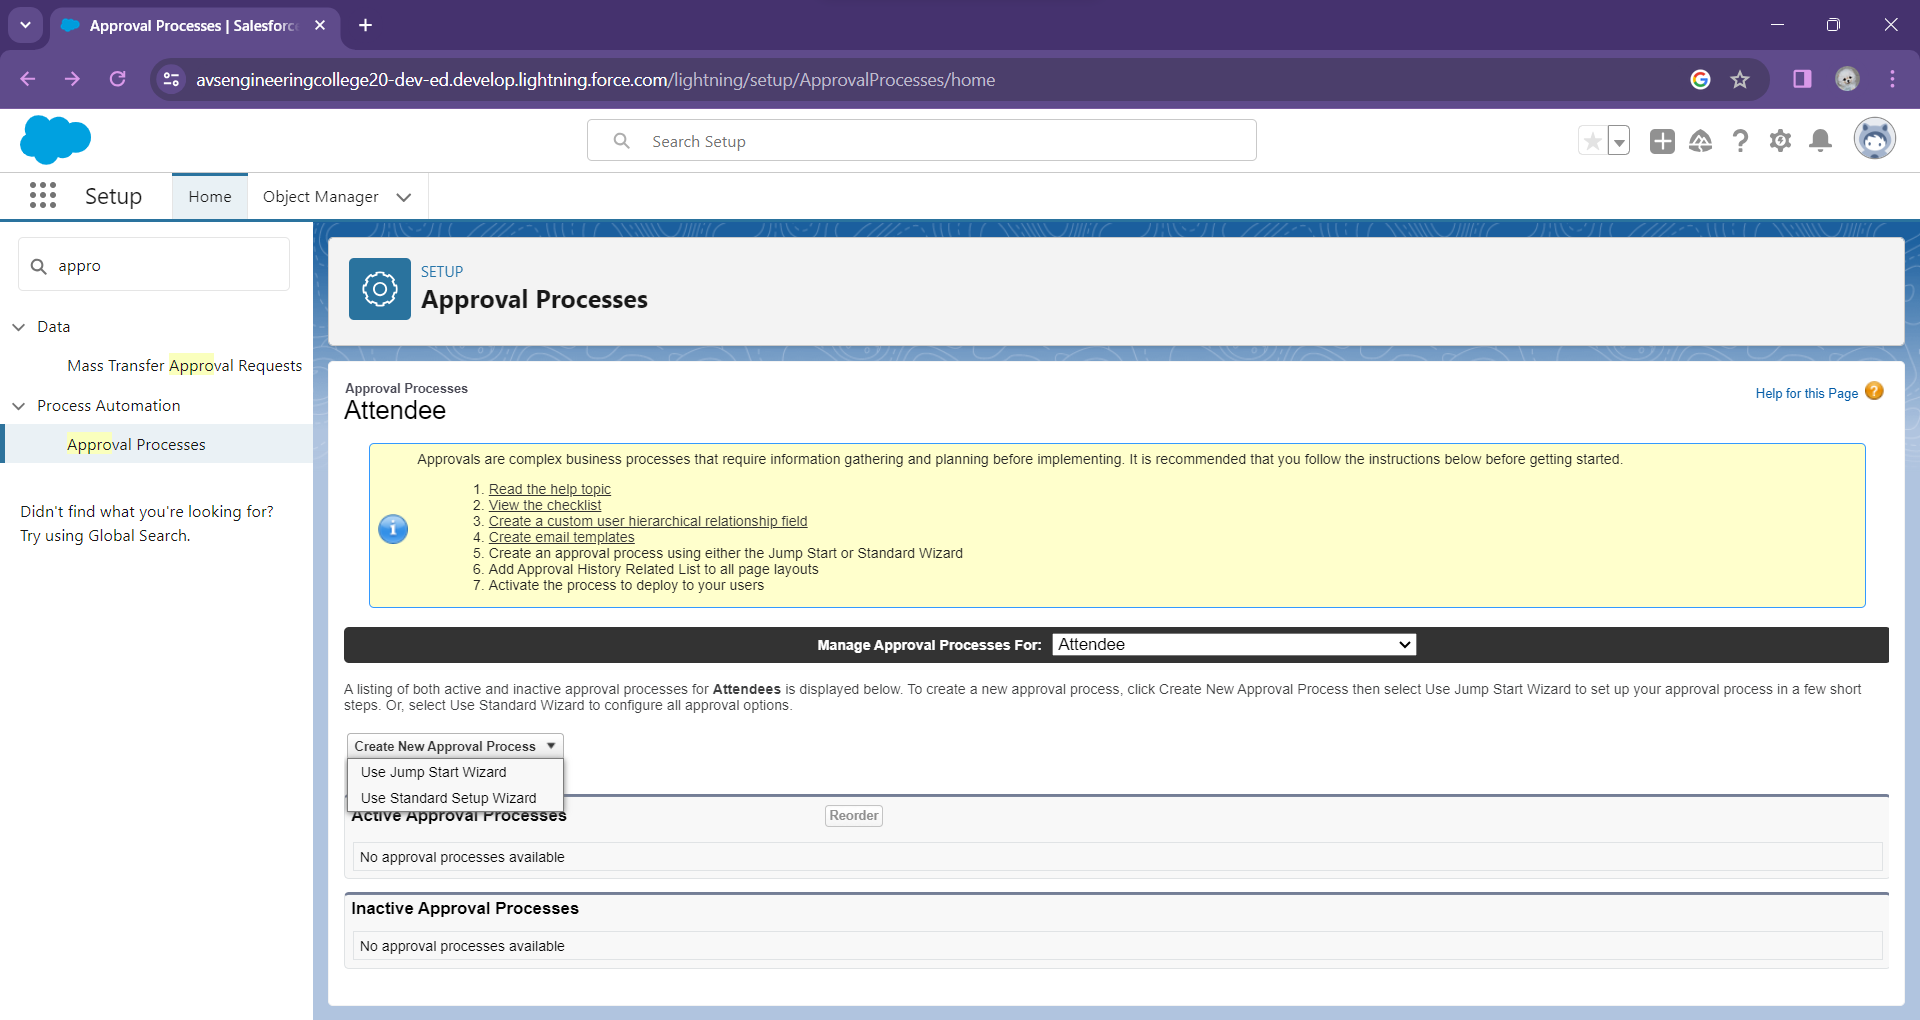 Approval Processes | Salesforc
avsengineeringcollege20-dev-ed.develop.lightning.force.com/lightning/setup/ApprovalProcesses/home
Search Setup
Setup
Home
Object Manager
appro
Data
Mass Transfer Approval Requests
Process Automation
Approval Processes
Didn't find what you're looking for?
Try using Global Search.
SETUP
Approval Processes
Approval Processes
Attendee
Help for this Page
Approvals are complex business processes that require information gathering and planning before implementing. It is recommended that you follow the instructions below before getting started.
1. Read the help topic
2. View the checklist
3. Create a custom user hierarchical relationship field
4. Create email templates
5. Create an approval process using either the Jump Start or Standard Wizard
6. Add Approval History Related List to all page layouts
7. Activate the process to deploy to your users
Manage Approval Processes For: Attendee
A listing of both active and inactive approval processes for Attendees is displayed below. To create a new approval process, click Create New Approval Process then select Use Jump Start Wizard to set up your approval process in a few short
steps. Or, select Use Standard Wizard to configure all approval options.
Create New Approval Process
Use Jump Start Wizard
Use Standard Setup Wizard
Active Approval Processes
Reorder
No approval processes available
Inactive Approval Processes
No approval processes available